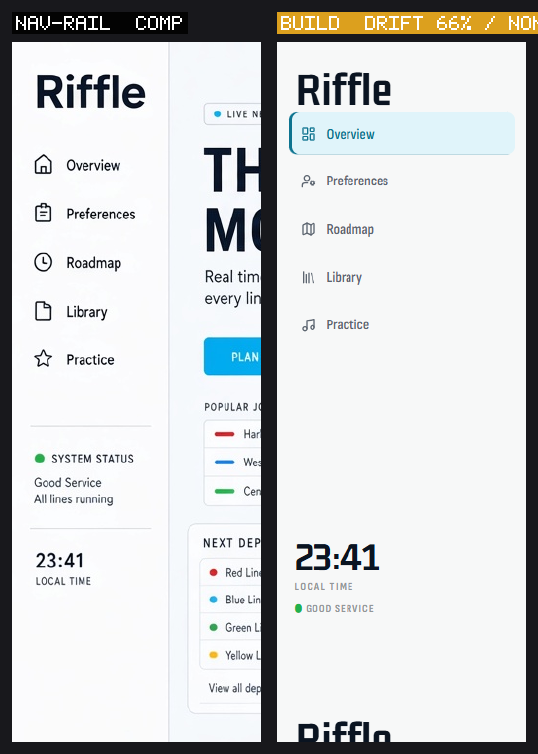 NAV-RAIL COMP
Riffle
Overview
Preferences
Roadmap
Library
Practice
SYSTEM STATUS
Good Service
All lines running
23:41
LOCAL TIME
LIVE NE
TH
MO
Real tim
every lin
PLAN
POPULAR JO
Harl
Wes
Cen
NEXT DEP
Red Line
Blue Lin
Green Li
Yellow L
View all dep
BUILD DRIFT 66% / NON
Riffle
Overview
Preferences
Roadmap
Library
Practice
23:41
LOCAL TIME
GOOD SERVICE
Riffle